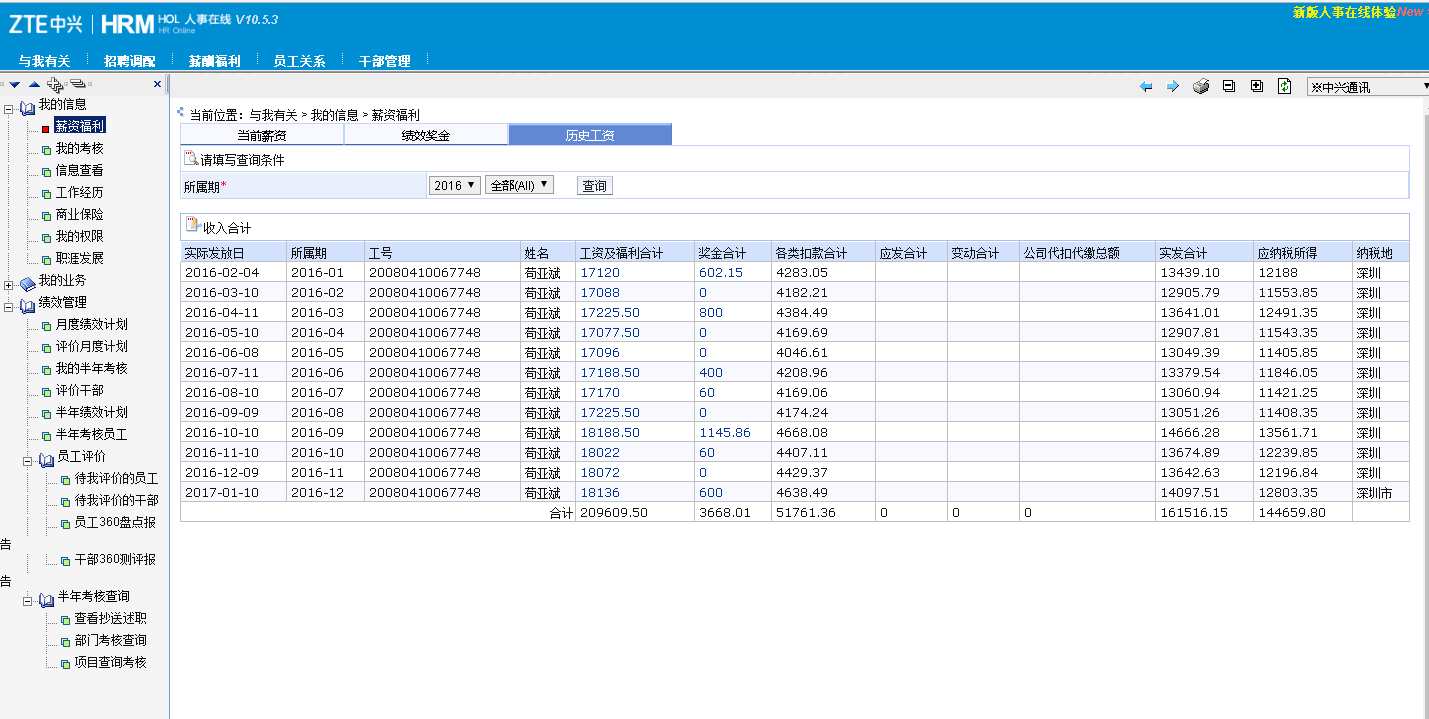 ZTE中兴 HRM HOL 人事在线 V10.5.3
HR Online
新版人事在线体验New
与我有关 招聘调配 薪酬福利 员工关系 干部管理
※中兴通讯
我的信息
薪资福利
我的考核
信息查看
工作经历
商业保险
我的权限
职涯发展
我的业务
绩效管理
月度绩效计划
评价月度计划
我的半年考核
评价干部
半年绩效计划
半年考核员工
员工评价
待我评价的员工
待我评价的干部
员工360盘点报
告
干部360测评报
告
半年考核查询
查看抄送述职
部门考核查询
项目查询考核
当前位置：与我有关 > 我的信息 > 薪资福利
当前薪资 绩效奖金 历史工资
请填写查询条件
所属期* 2016 全部(All) 查询
收入合计
实际发放日 所属期 工号 姓名 工资及福利合计 奖金合计 各类扣款合计 应发合计 变动合计 公司代扣代缴总额 实发合计 应纳税所得 纳税地
2016-02-04 2016-01 20080410067748 荀亚斌 17120 602.15 4283.05 13439.10 12188 深圳
2016-03-10 2016-02 20080410067748 荀亚斌 17088 0 4182.21 12905.79 11553.85 深圳
2016-04-11 2016-03 20080410067748 荀亚斌 17225.50 800 4384.49 13641.01 12491.35 深圳
2016-05-10 2016-04 20080410067748 荀亚斌 17077.50 0 4169.69 12907.81 11543.35 深圳
2016-06-08 2016-05 20080410067748 荀亚斌 17096 0 4046.61 13049.39 11405.85 深圳
2016-07-11 2016-06 20080410067748 荀亚斌 17188.50 400 4208.96 13379.54 11846.05 深圳
2016-08-10 2016-07 20080410067748 荀亚斌 17170 60 4169.06 13060.94 11421.25 深圳
2016-09-09 2016-08 20080410067748 荀亚斌 17225.50 0 4174.24 13051.26 11408.35 深圳
2016-10-10 2016-09 20080410067748 荀亚斌 18188.50 1145.86 4668.08 14666.28 13561.71 深圳
2016-11-10 2016-10 20080410067748 荀亚斌 18022 60 4407.11 13674.89 12239.85 深圳
2016-12-09 2016-11 20080410067748 荀亚斌 18072 0 4429.37 13642.63 12196.84 深圳
2017-01-10 2016-12 20080410067748 荀亚斌 18136 600 4638.49 14097.51 12803.35 深圳市
合计 209609.50 3668.01 51761.36 0 0 0 161516.15 144659.80